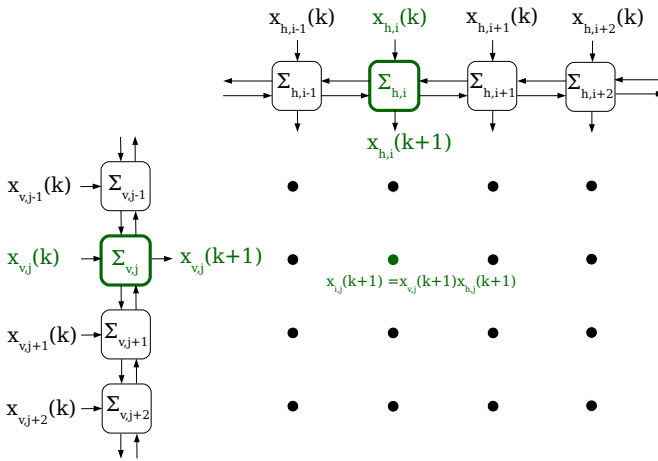 x_{h,i-1}(k) x_{h,i}(k) x_{h,i+1}(k) x_{h,i+2}(k)
Σ_{h,i-1} Σ_{h,i} Σ_{h,i+1} Σ_{h,i+2}
x_{h,i}(k+1)
x_{v,j-1}(k) Σ_{v,j-1}
x_{v,j}(k) Σ_{v,j} x_{v,j}(k+1)
x_{i,j}(k+1) =x_{v,j}(k+1)x_{h,j}(k+1)
x_{v,j+1}(k) Σ_{v,j+1}
x_{v,j+2}(k) Σ_{v,j+2}